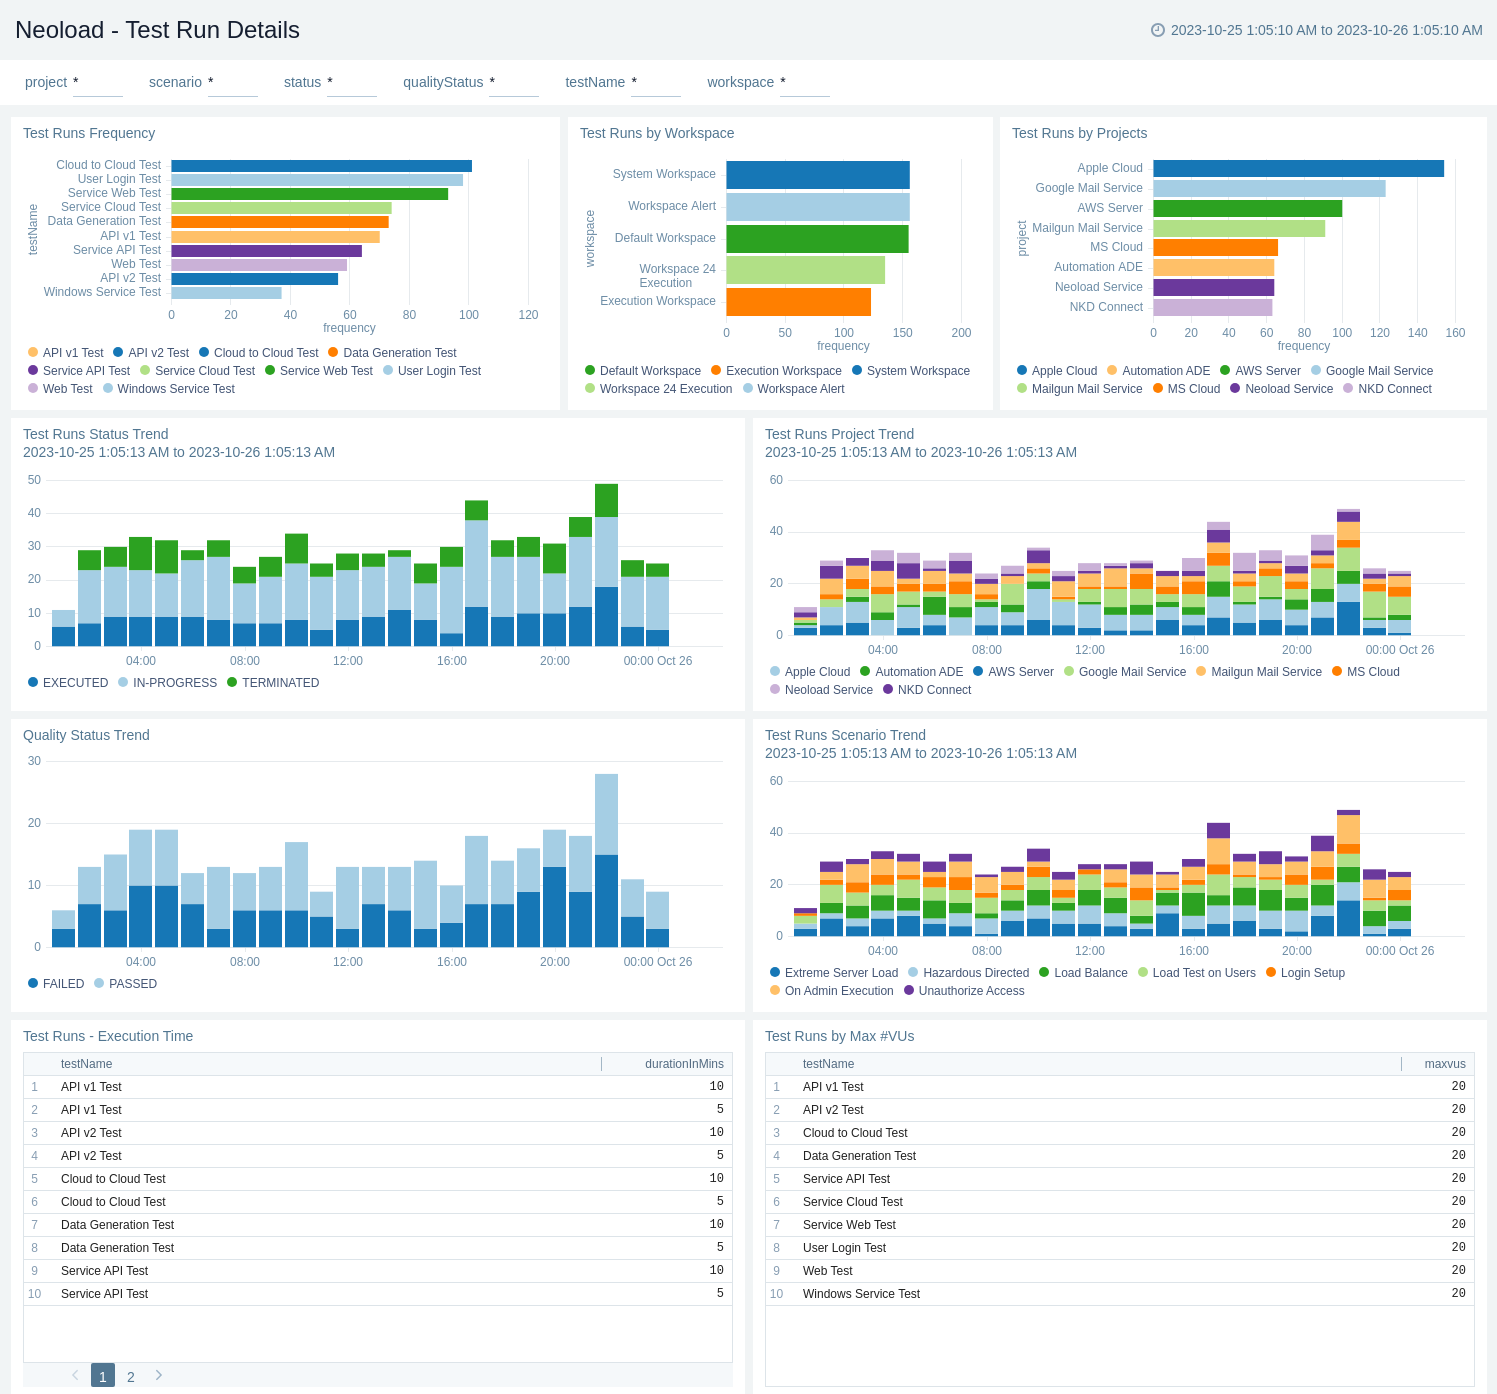 Neoload - Test Run Details
2023-10-25 1:05:10 AM to 2023-10-26 1:05:10 AM
project * scenario * status * qualityStatus * testName * workspace *
Test Runs Frequency
testName
Cloud to Cloud Test
User Login Test
Service Web Test
Service Cloud Test
Data Generation Test
API v1 Test
Service API Test
Web Test
API v2 Test
Windows Service Test
0 20 40 60 80 100 120
frequency
API v1 Test API v2 Test Cloud to Cloud Test Data Generation Test
Service API Test Service Cloud Test Service Web Test User Login Test
Web Test Windows Service Test
Test Runs by Workspace
workspace
System Workspace
Workspace Alert
Default Workspace
Workspace 24
Execution
Execution Workspace
0 50 100 150 200
frequency
Default Workspace Execution Workspace System Workspace
Workspace 24 Execution Workspace Alert
Test Runs by Projects
project
Apple Cloud
Google Mail Service
AWS Server
Mailgun Mail Service
MS Cloud
Automation ADE
Neoload Service
NKD Connect
0 20 40 60 80 100 120 140 160
frequency
Apple Cloud Automation ADE AWS Server Google Mail Service
Mailgun Mail Service MS Cloud Neoload Service NKD Connect
Test Runs Status Trend
2023-10-25 1:05:13 AM to 2023-10-26 1:05:13 AM
50
40
30
20
10
0
04:00 08:00 12:00 16:00 20:00 00:00 Oct 26
EXECUTED IN-PROGRESS TERMINATED
Test Runs Project Trend
2023-10-25 1:05:13 AM to 2023-10-26 1:05:13 AM
60
40
20
0
04:00 08:00 12:00 16:00 20:00 00:00 Oct 26
Apple Cloud Automation ADE AWS Server Google Mail Service Mailgun Mail Service MS Cloud
Neoload Service NKD Connect
Quality Status Trend
30
20
10
0
04:00 08:00 12:00 16:00 20:00 00:00 Oct 26
FAILED PASSED
Test Runs Scenario Trend
2023-10-25 1:05:13 AM to 2023-10-26 1:05:13 AM
60
40
20
0
04:00 08:00 12:00 16:00 20:00 00:00 Oct 26
Extreme Server Load Hazardous Directed Load Balance Load Test on Users Login Setup
On Admin Execution Unauthorize Access
Test Runs - Execution Time
testName durationInMins
1 API v1 Test 10
2 API v1 Test 5
3 API v2 Test 10
4 API v2 Test 5
5 Cloud to Cloud Test 10
6 Cloud to Cloud Test 5
7 Data Generation Test 10
8 Data Generation Test 5
9 Service API Test 10
10 Service API Test 5
1 2
Test Runs by Max #VUs
testName maxvus
1 API v1 Test 20
2 API v2 Test 20
3 Cloud to Cloud Test 20
4 Data Generation Test 20
5 Service API Test 20
6 Service Cloud Test 20
7 Service Web Test 20
8 User Login Test 20
9 Web Test 20
10 Windows Service Test 20